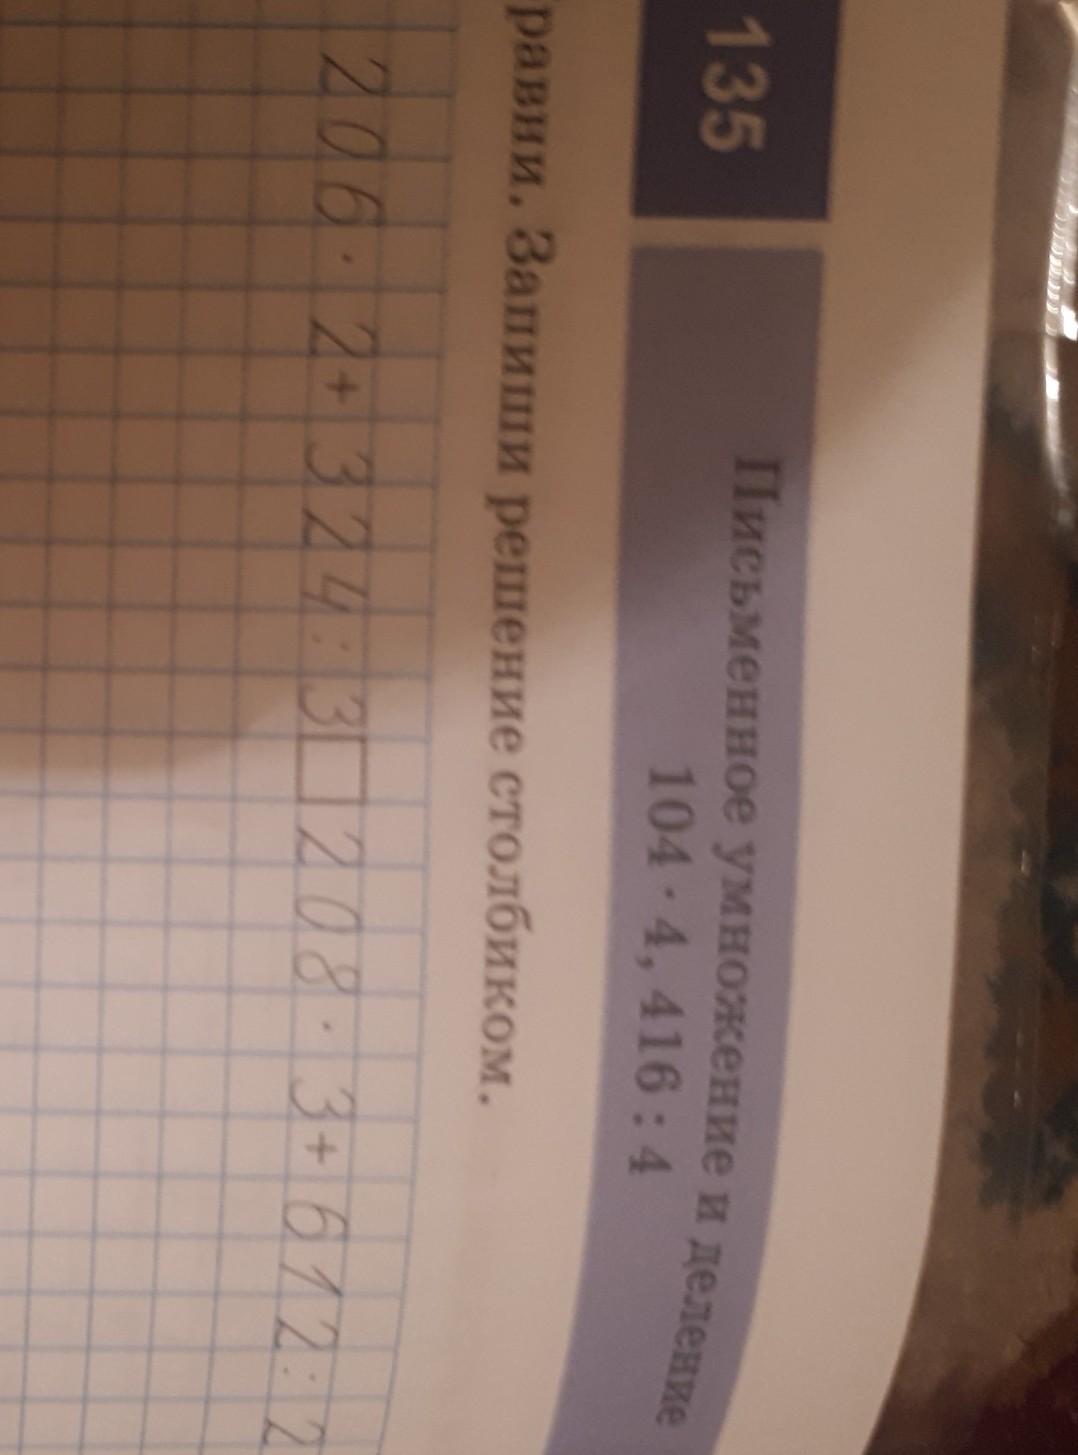 135
Письменное умножение и деление
104 · 4, 416 : 4
равни. Запиши решение столбиком.
206 · 2 + 324 : 3 □ 208 · 3 + 612 : 2